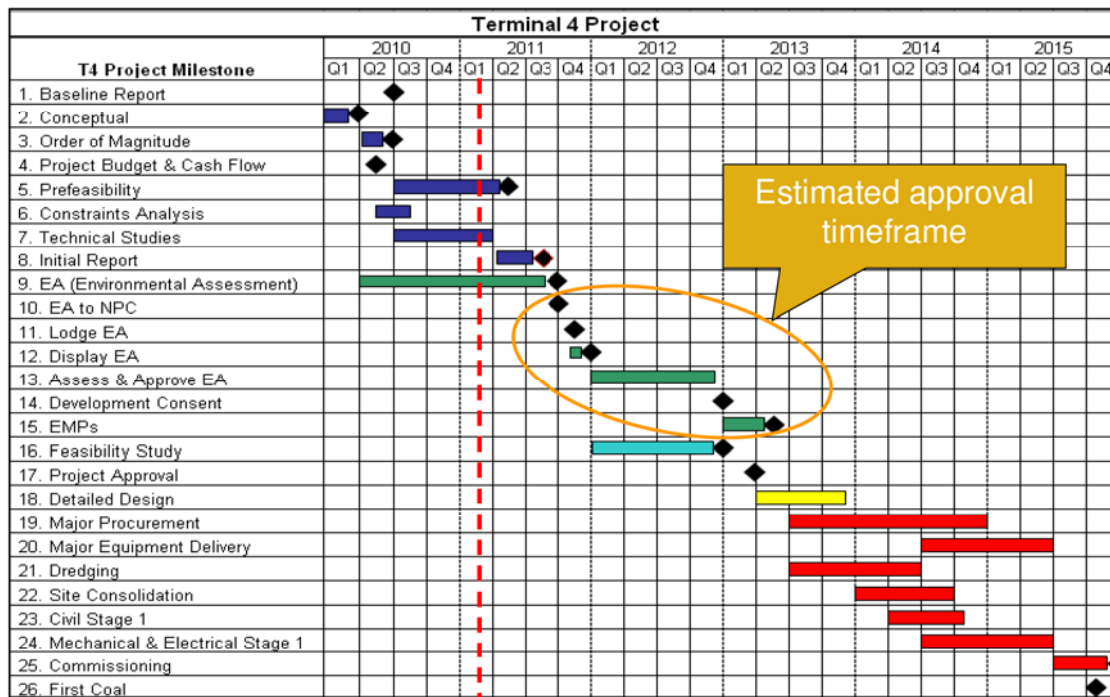 Terminal 4 Project
2010 2011 2012 2013 2014 2015
T4 Project Milestone Q1 Q2 Q3 Q4 Q1 Q2 Q3 Q4 Q1 Q2 Q3 Q4 Q1 Q2 Q3 Q4 Q1 Q2 Q3 Q4 Q1 Q2 Q3 Q4
1. Baseline Report
2. Conceptual
3. Order of Magnitude
4. Project Budget & Cash Flow
5. Prefeasibility
6. Constraints Analysis
7. Technical Studies
8. Initial Report
9. EA (Environmental Assessment)
10. EA to NPC
11. Lodge EA
12. Display EA
13. Assess & Approve EA
14. Development Consent
15. EMPs
16. Feasibility Study
17. Project Approval
18. Detailed Design
19. Major Procurement
20. Major Equipment Delivery
21. Dredging
22. Site Consolidation
23. Civil Stage 1
24. Mechanical & Electrical Stage 1
25. Commissioning
26. First Coal
Estimated approval
timeframe